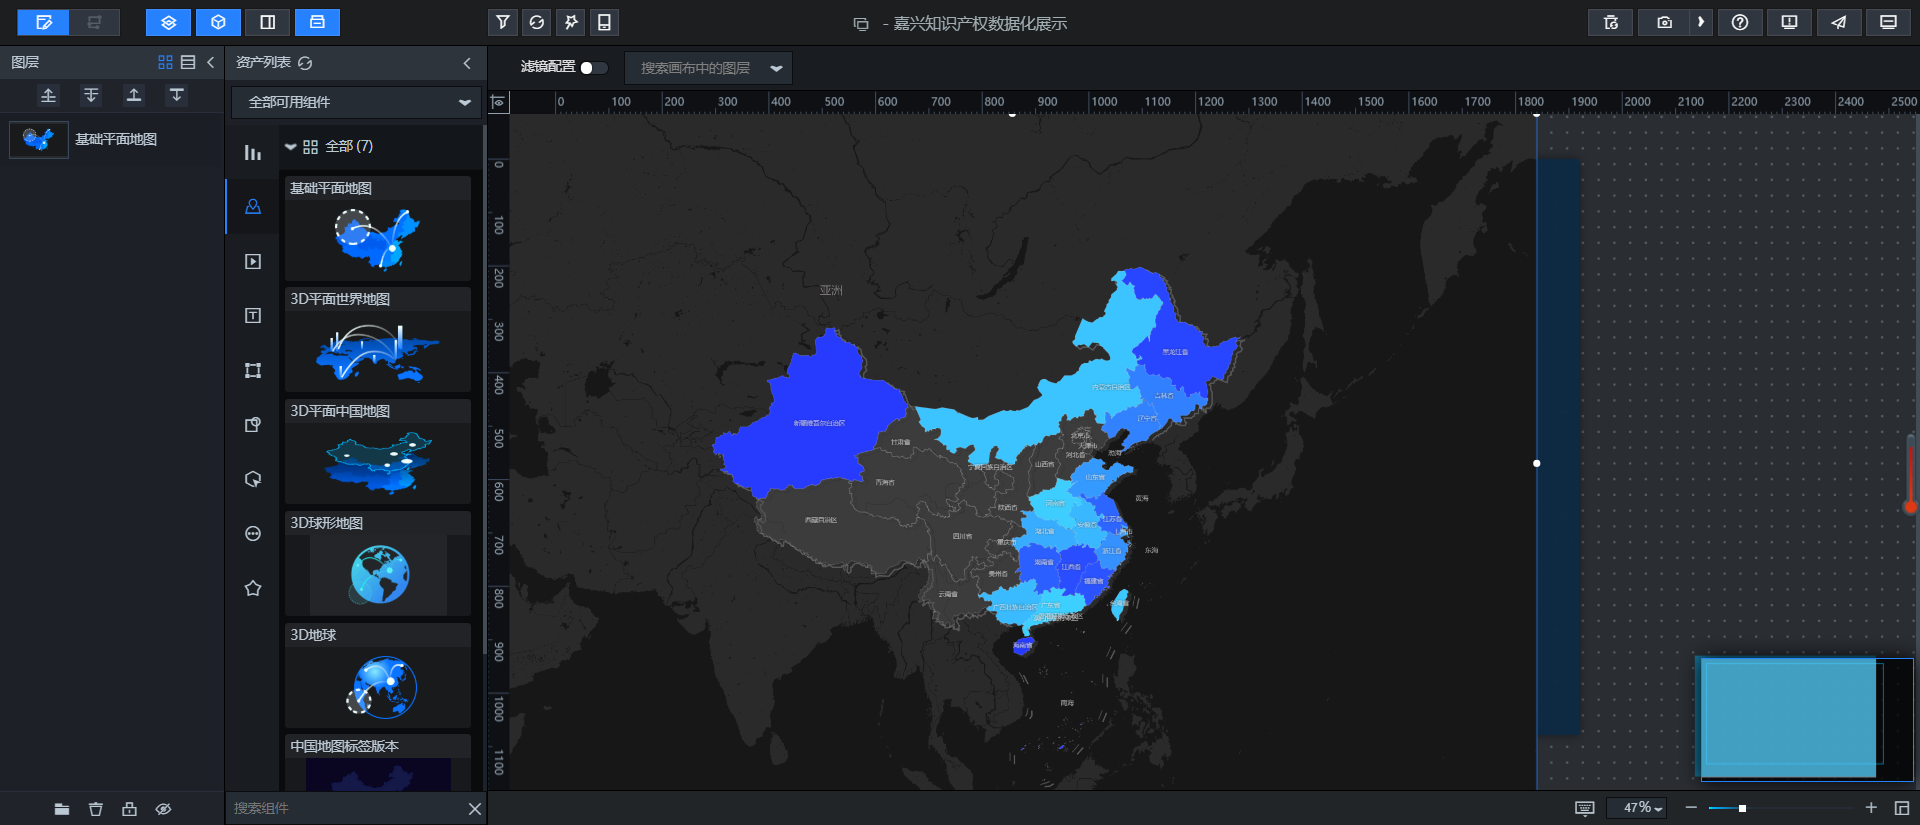 - 嘉兴知识产权数据化展示
图层
资产列表
滤镜配置
搜索画布中的图层
全部可用组件
0 100 200 300 400 500 600 700 800 900 1000 1100 1200 1300 1400 1500 1600 1700 1800 1900 2000 2100 2200 2300 2400 2500
基础平面地图
全部 (7)
基础平面地图
3D平面世界地图
3D平面中国地图
3D球形地图
3D地球
中国地图标签版本
搜索组件
0
100
200
300
400
500
600
700
800
900
1000
1100
亚洲
黑龙江省
内蒙古自治区
吉林省
辽宁省
新疆维吾尔自治区
甘肃省
北京市
天津市
河北省
渤海
山西省
宁夏回族自治区
山东省
青海省
黄海
陕西省
河南省
江苏省
西藏自治区
安徽省
上海市
湖北省
四川省
重庆市
浙江省
东海
湖南省
江西省
贵州省
福建省
云南省
广西壮族自治区
广东省
台湾省
海南省
南海
47%